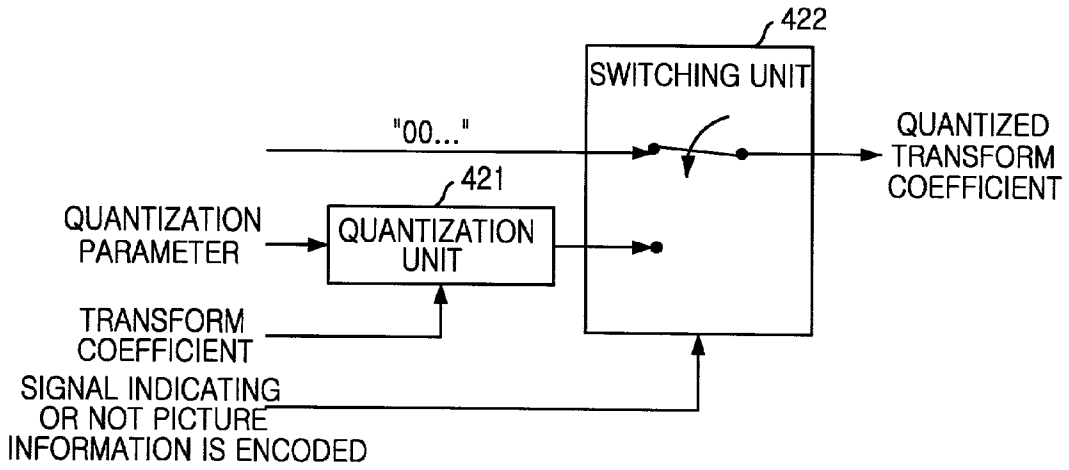 422
SWITCHING UNIT
"00..."
QUANTIZED
TRANSFORM
COEFFICIENT
421
QUANTIZATION
PARAMETER
QUANTIZATION
UNIT
TRANSFORM
COEFFICIENT
SIGNAL INDICATING
OR NOT PICTURE
INFORMATION IS ENCODED